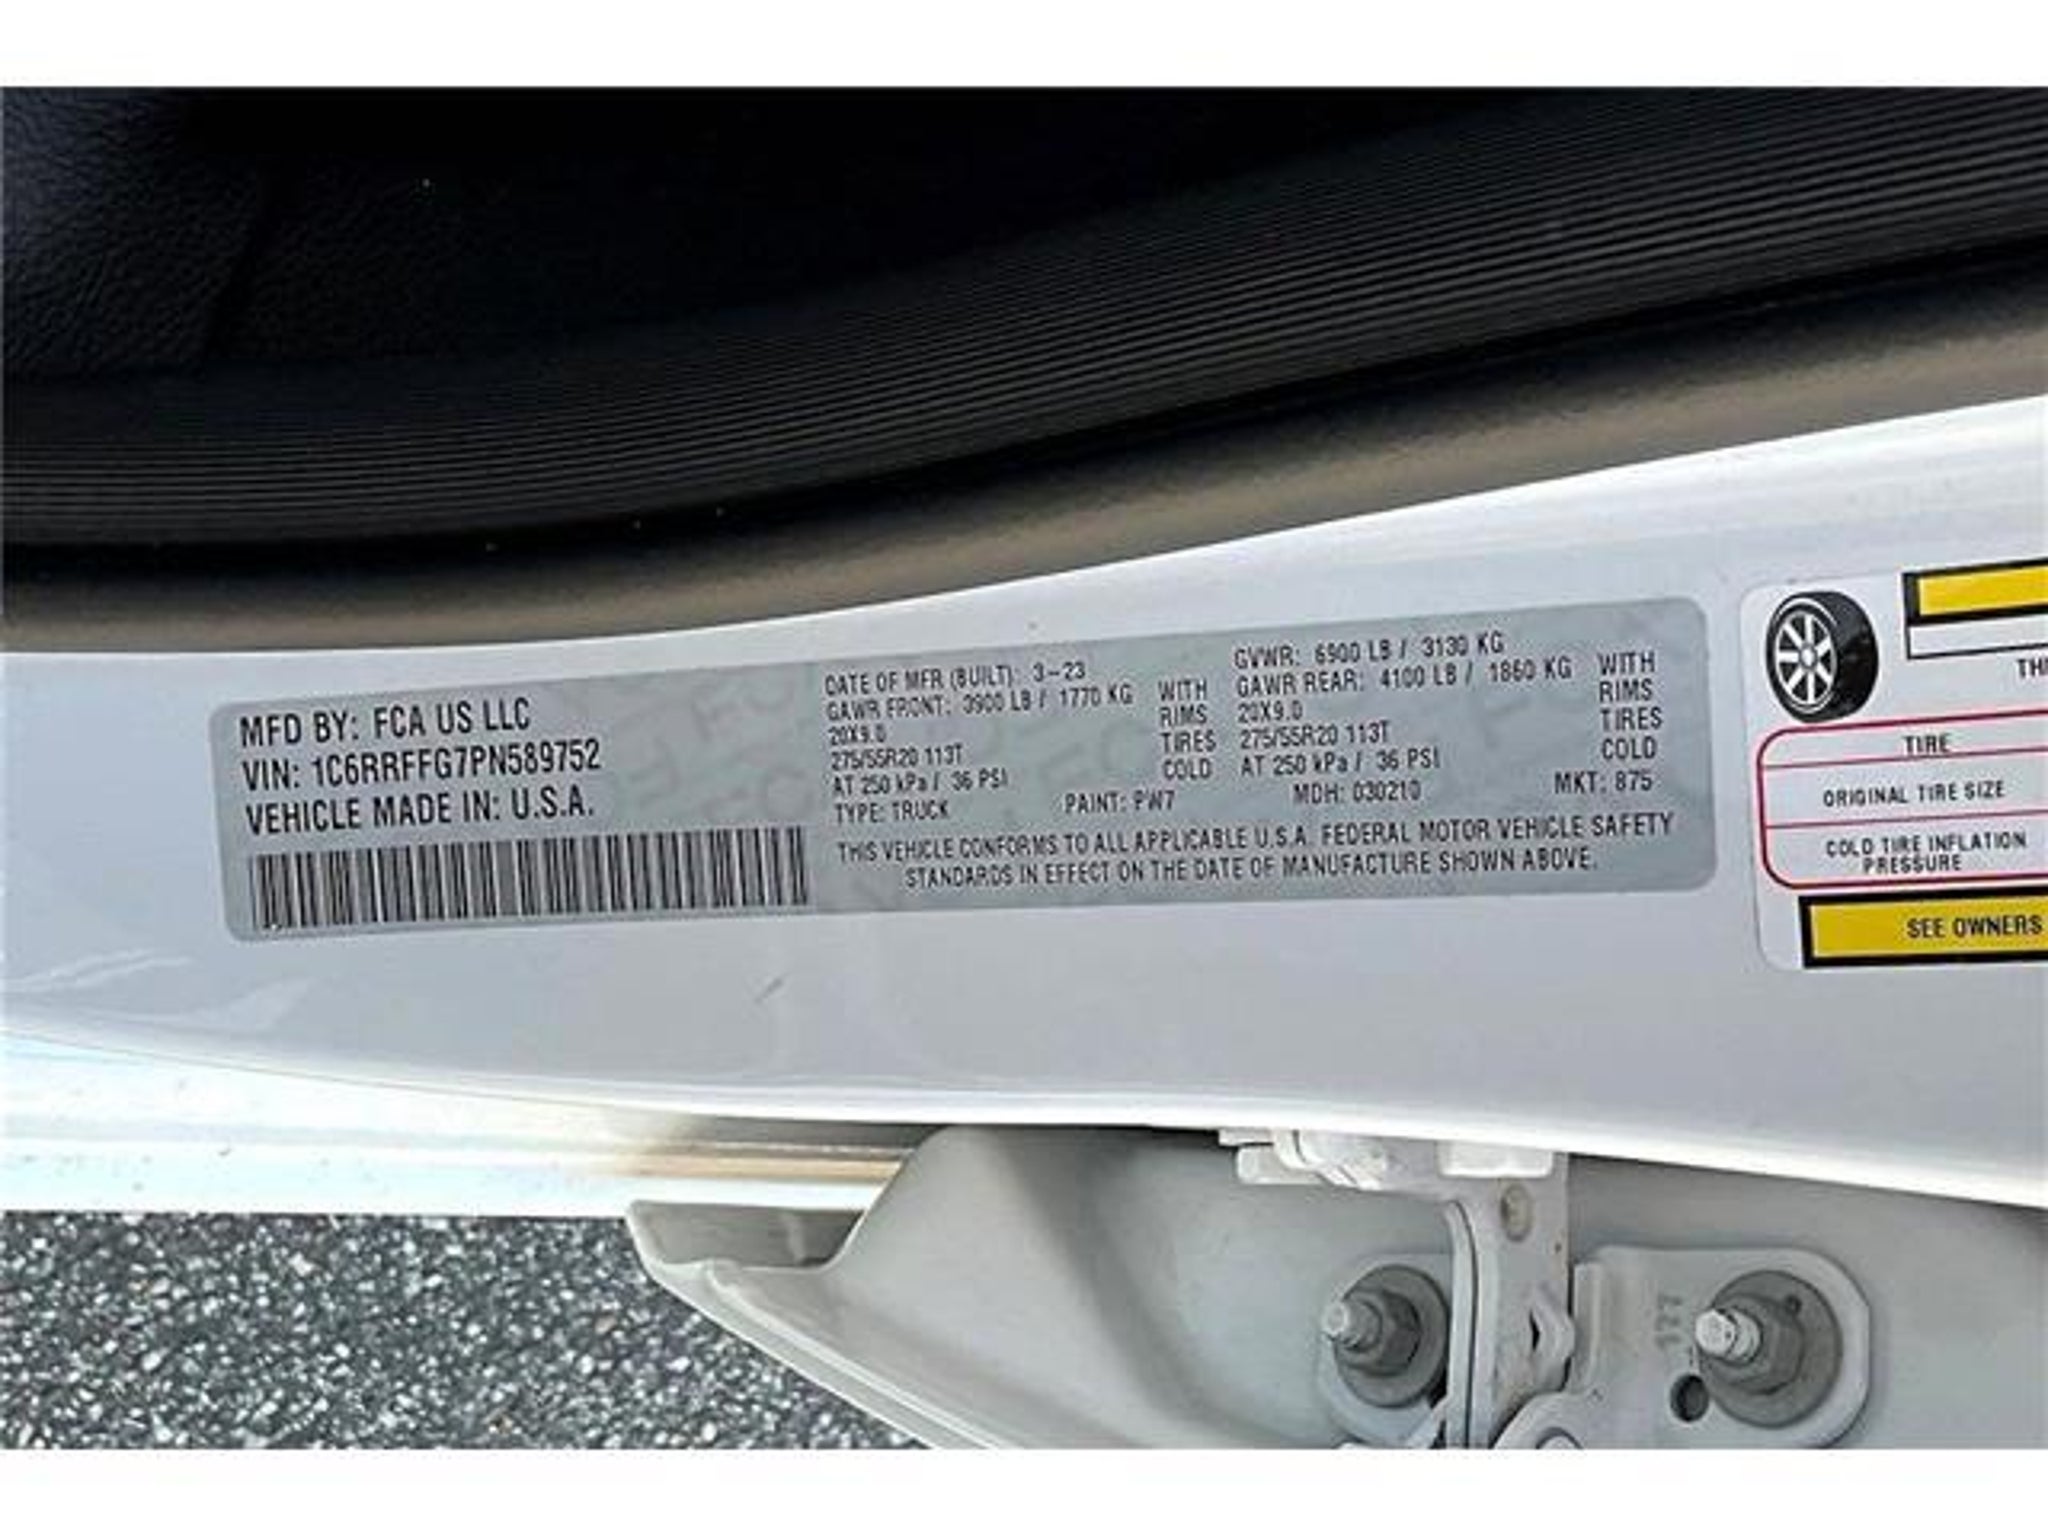 MFD BY: FCA US LLC
VIN: 1C6RRFFG7PN589752
VEHICLE MADE IN: U.S.A.
DATE OF MFR (BUILT): 3-23
GAWR FRONT: 3900 LB / 1770 KG WITH
20X9.0 RIMS
275/55R20 113T TIRES
AT 250 kPa / 36 PSI COLD
GVWR: 6900 LB / 3130 KG
GAWR REAR: 4100 LB / 1860 KG WITH
20X9.0 RIMS
275/55R20 113T TIRES
AT 250 kPa / 36 PSI COLD
TYPE: TRUCK PAINT: PW7 MDH: 030210 MKT: 875
THIS VEHICLE CONFORMS TO ALL APPLICABLE U.S.A. FEDERAL MOTOR VEHICLE SAFETY
STANDARDS IN EFFECT ON THE DATE OF MANUFACTURE SHOWN ABOVE.
TIRE
ORIGINAL TIRE SIZE
COLD TIRE INFLATION
PRESSURE
SEE OWNERS
177